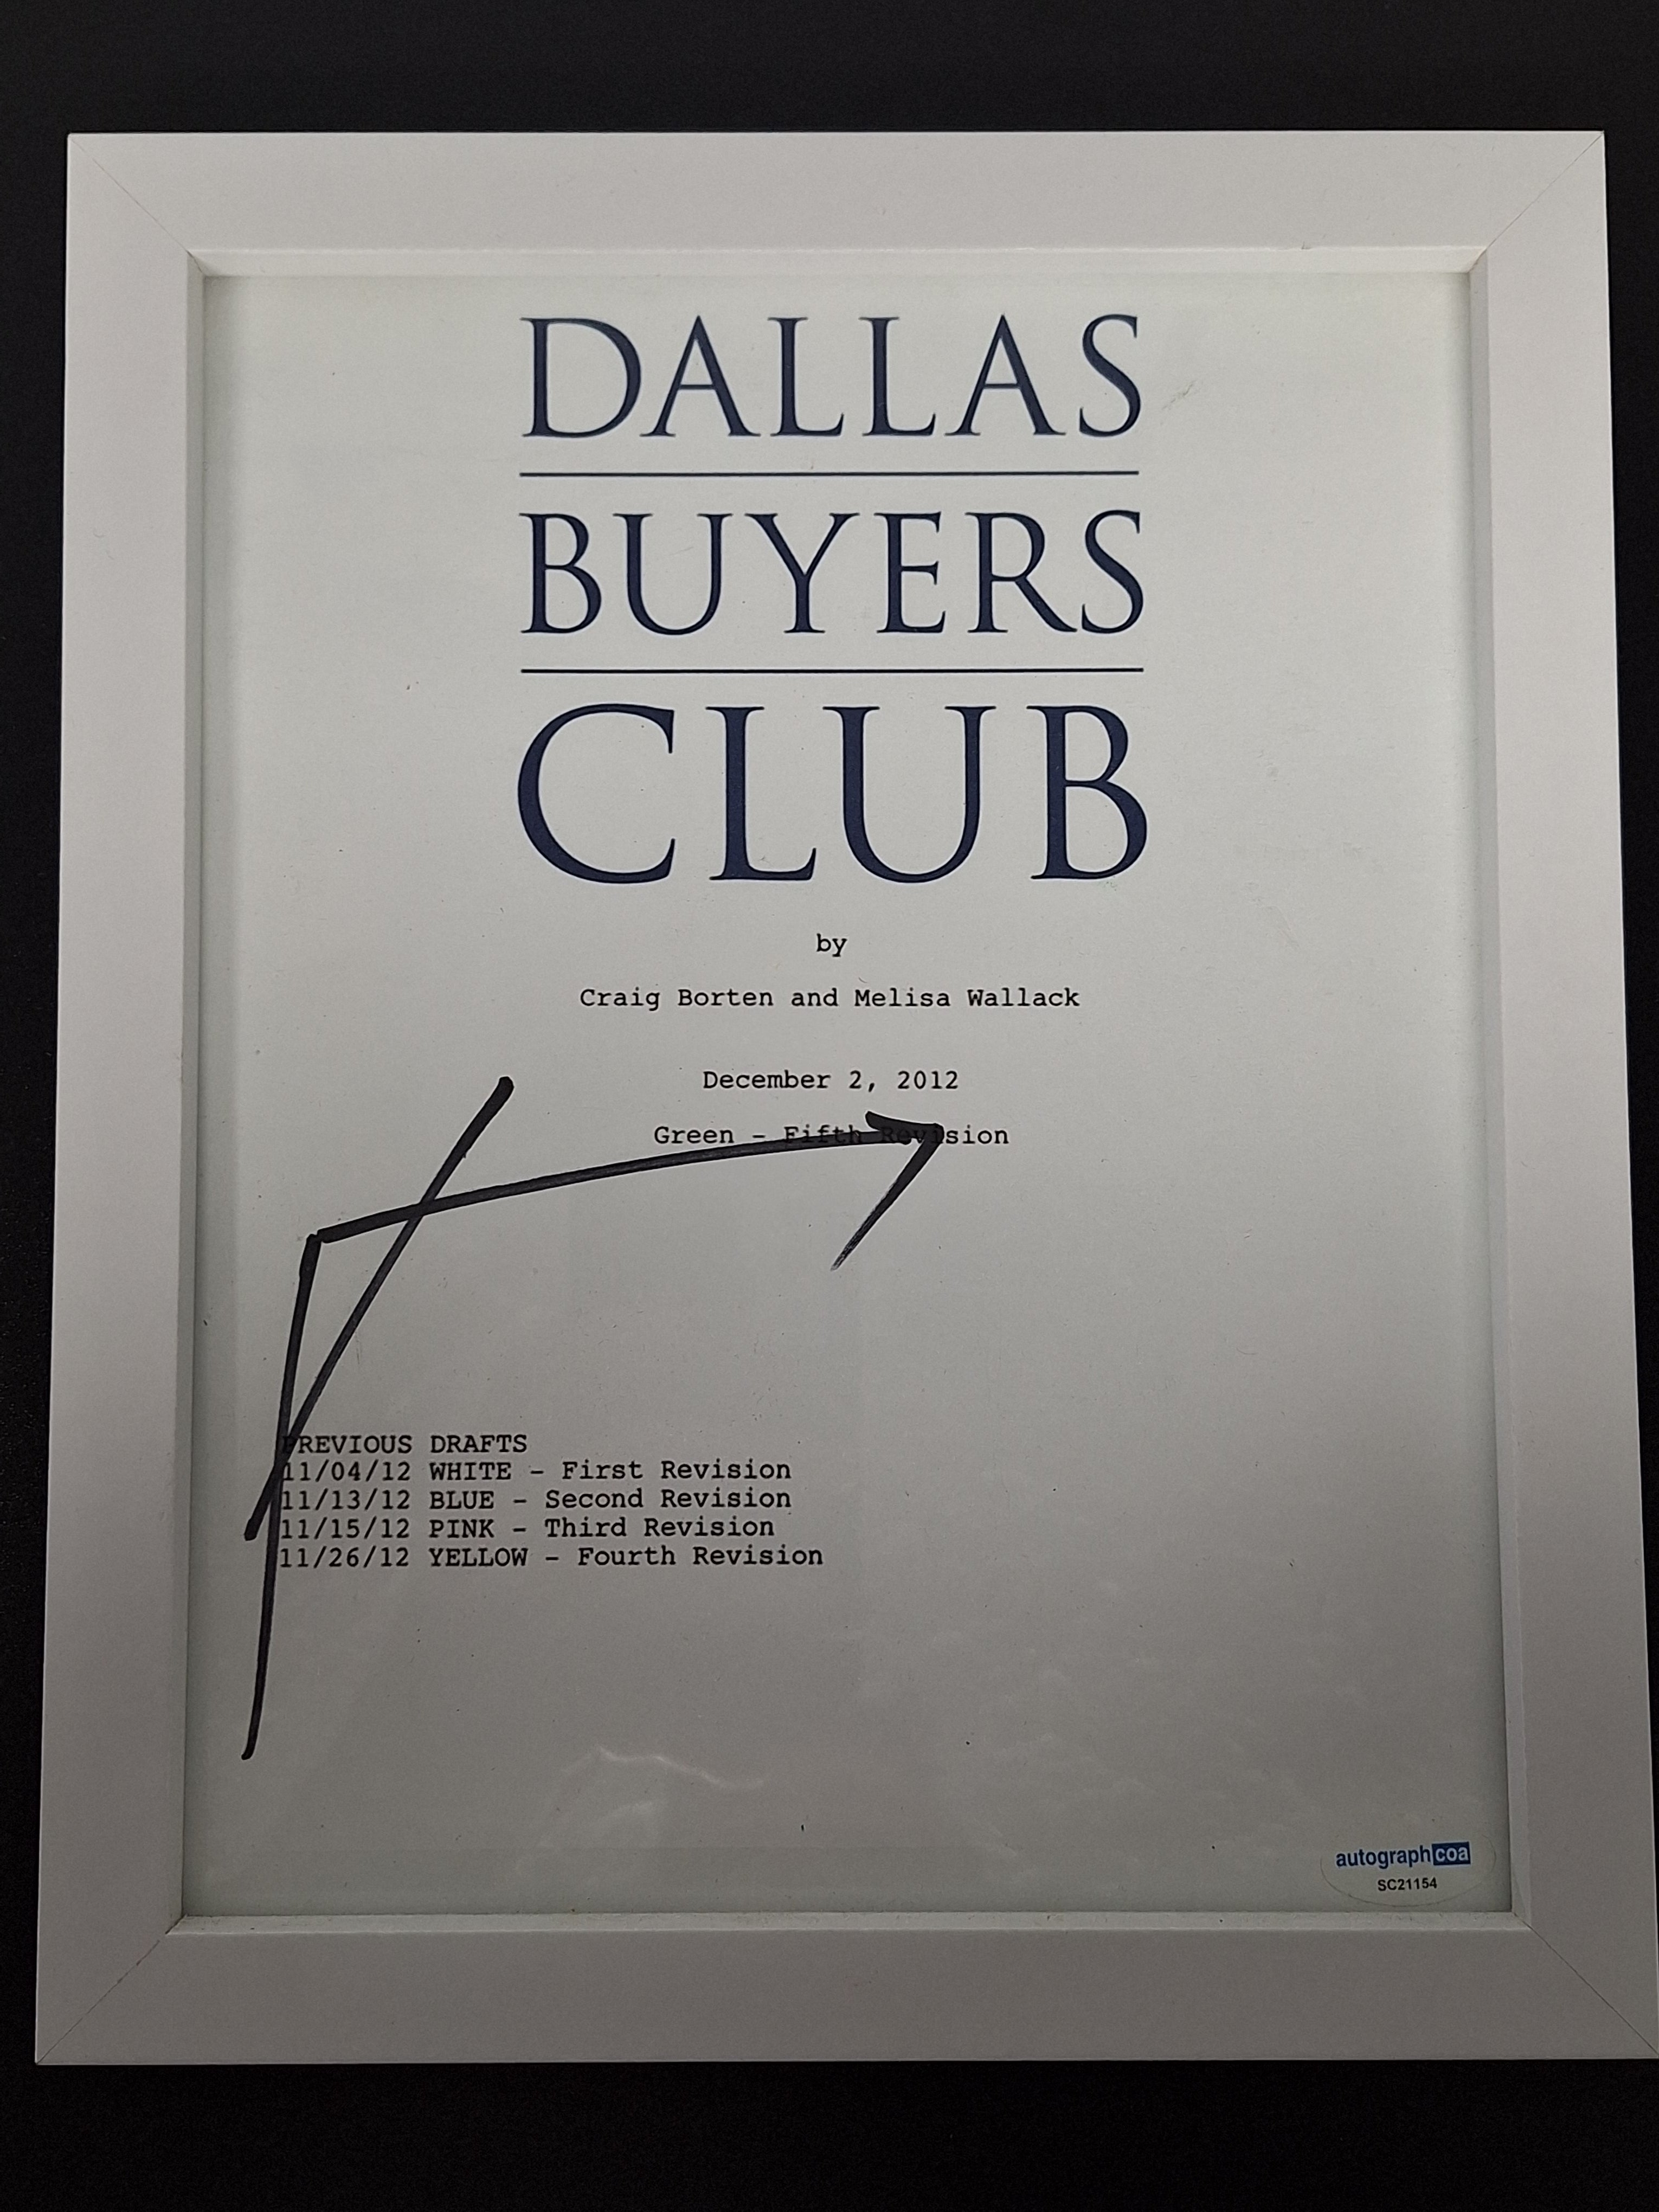 DALLAS
BUYERS
CLUB
by
Craig Borten and Melisa Wallack
December 2, 2012
Green - Fifth Revision
PREVIOUS DRAFTS
11/04/12 WHITE - First Revision
11/13/12 BLUE - Second Revision
11/15/12 PINK - Third Revision
11/26/12 YELLOW - Fourth Revision
autographcoa
SC21154